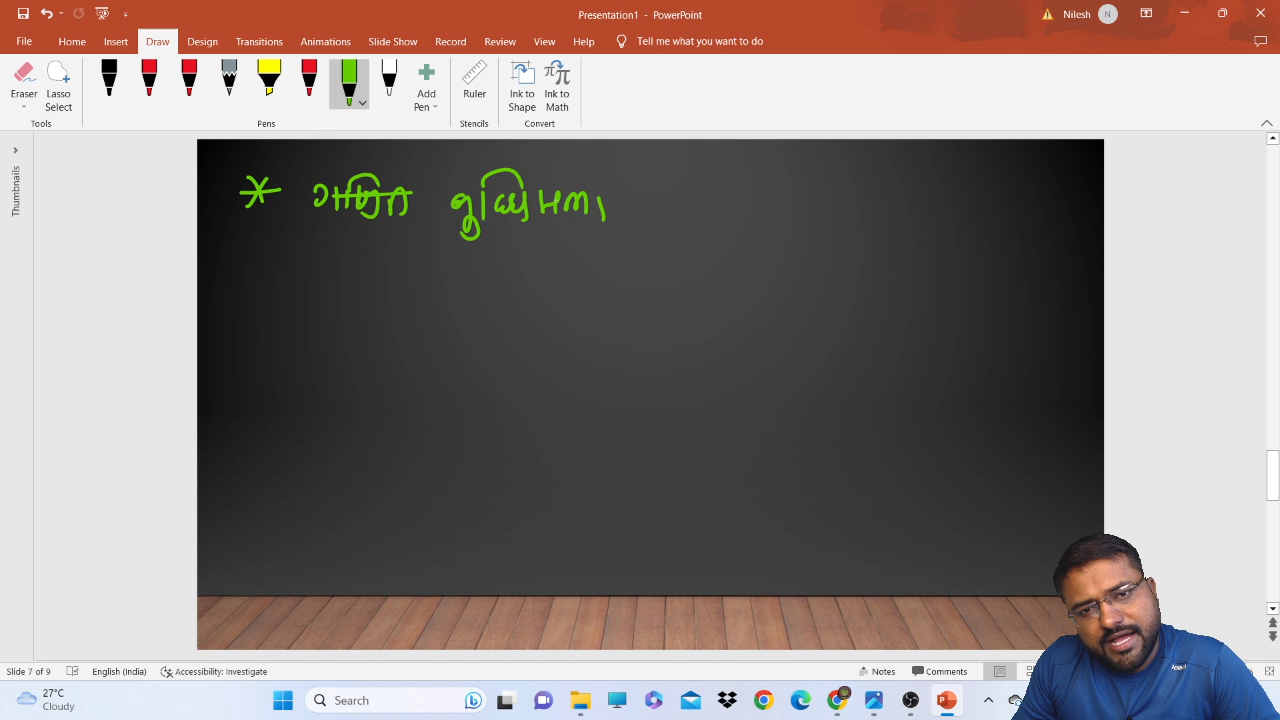 Presentation1 - PowerPoint
Nilesh N
File Home Insert Draw Design Transitions Animations Slide Show Record Review View Help Tell me what you want to do
Eraser Lasso Select Add Pen Ruler Ink to Shape Ink to Math
Tools Pens Stencils Convert
Thumbnails
*
Slide 7 of 9 English (India) Accessibility: Investigate Notes Comments
27°C Cloudy Search